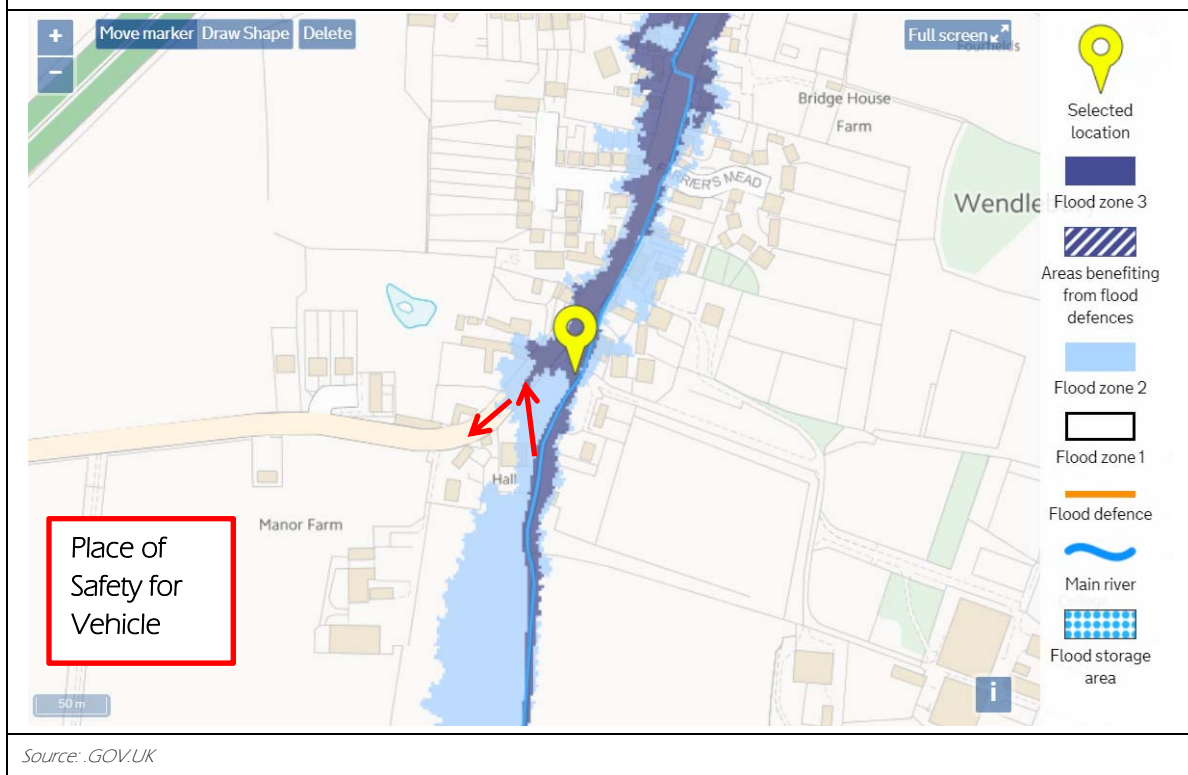 +
−
Move marker
Draw Shape
Delete
Full screen
Fourfields
Bridge House
Farm
FARRIER'S MEAD
Wendle
Hall
Manor Farm
Place of
Safety for
Vehicle
50 m
i
Selected
location
Flood zone 3
Areas benefiting
from flood
defences
Flood zone 2
Flood zone 1
Flood defence
Main river
Flood storage
area
Source: .GOV.UK